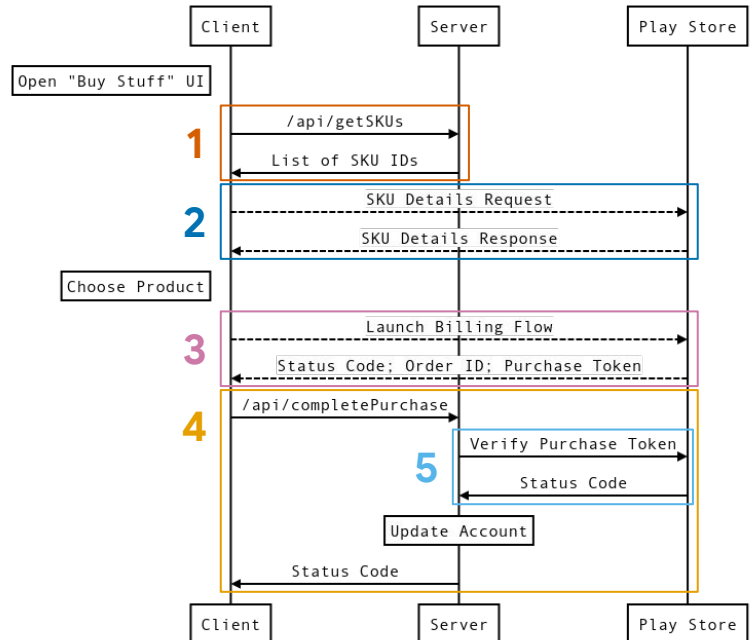 Client Server Play Store
Open "Buy Stuff" UI
1
/api/getSKUs
List of SKU IDs
2
SKU Details Request
SKU Details Response
Choose Product
3
Launch Billing Flow
Status Code; Order ID; Purchase Token
4
/api/completePurchase
5
Verify Purchase Token
Status Code
Update Account
Status Code
Client Server Play Store